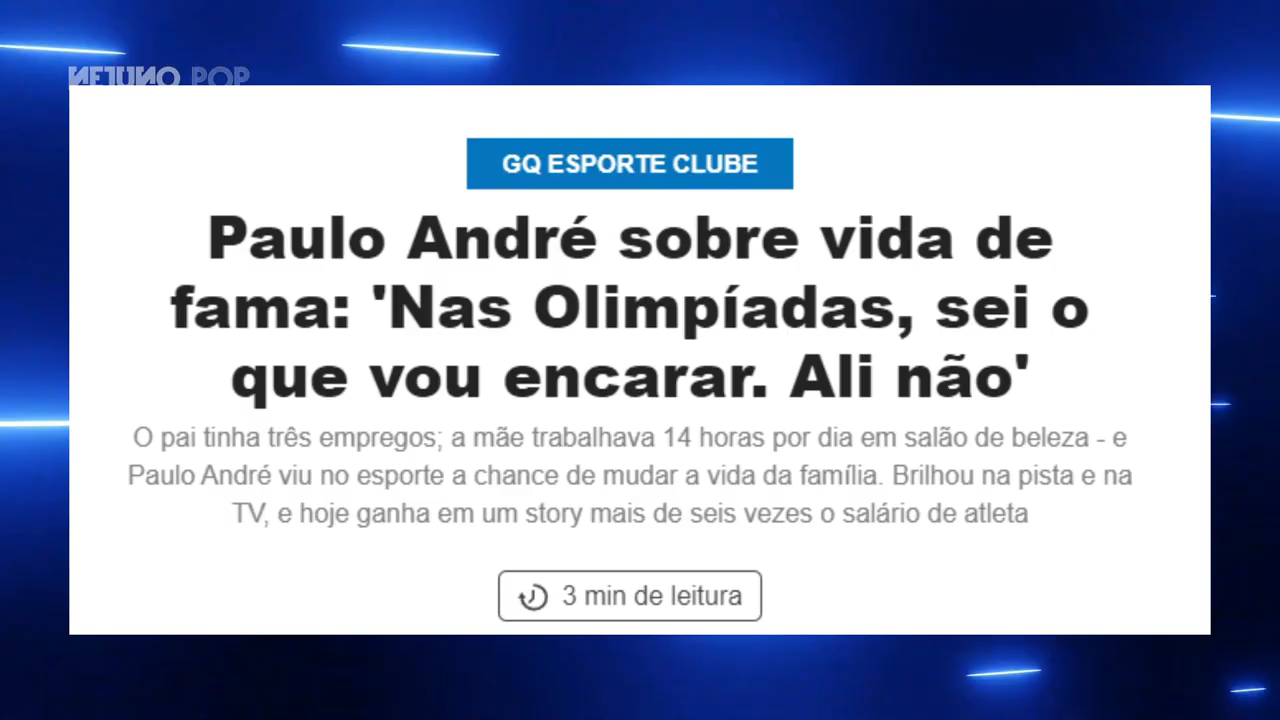 NETUNO POP
GQ ESPORTE CLUBE
Paulo André sobre vida de
fama: 'Nas Olimpíadas, sei o
que vou encarar. Ali não'
O pai tinha três empregos; a mãe trabalhava 14 horas por dia em salão de beleza - e
Paulo André viu no esporte a chance de mudar a vida da família. Brilhou na pista e na
TV, e hoje ganha em um story mais de seis vezes o salário de atleta
3 min de leitura